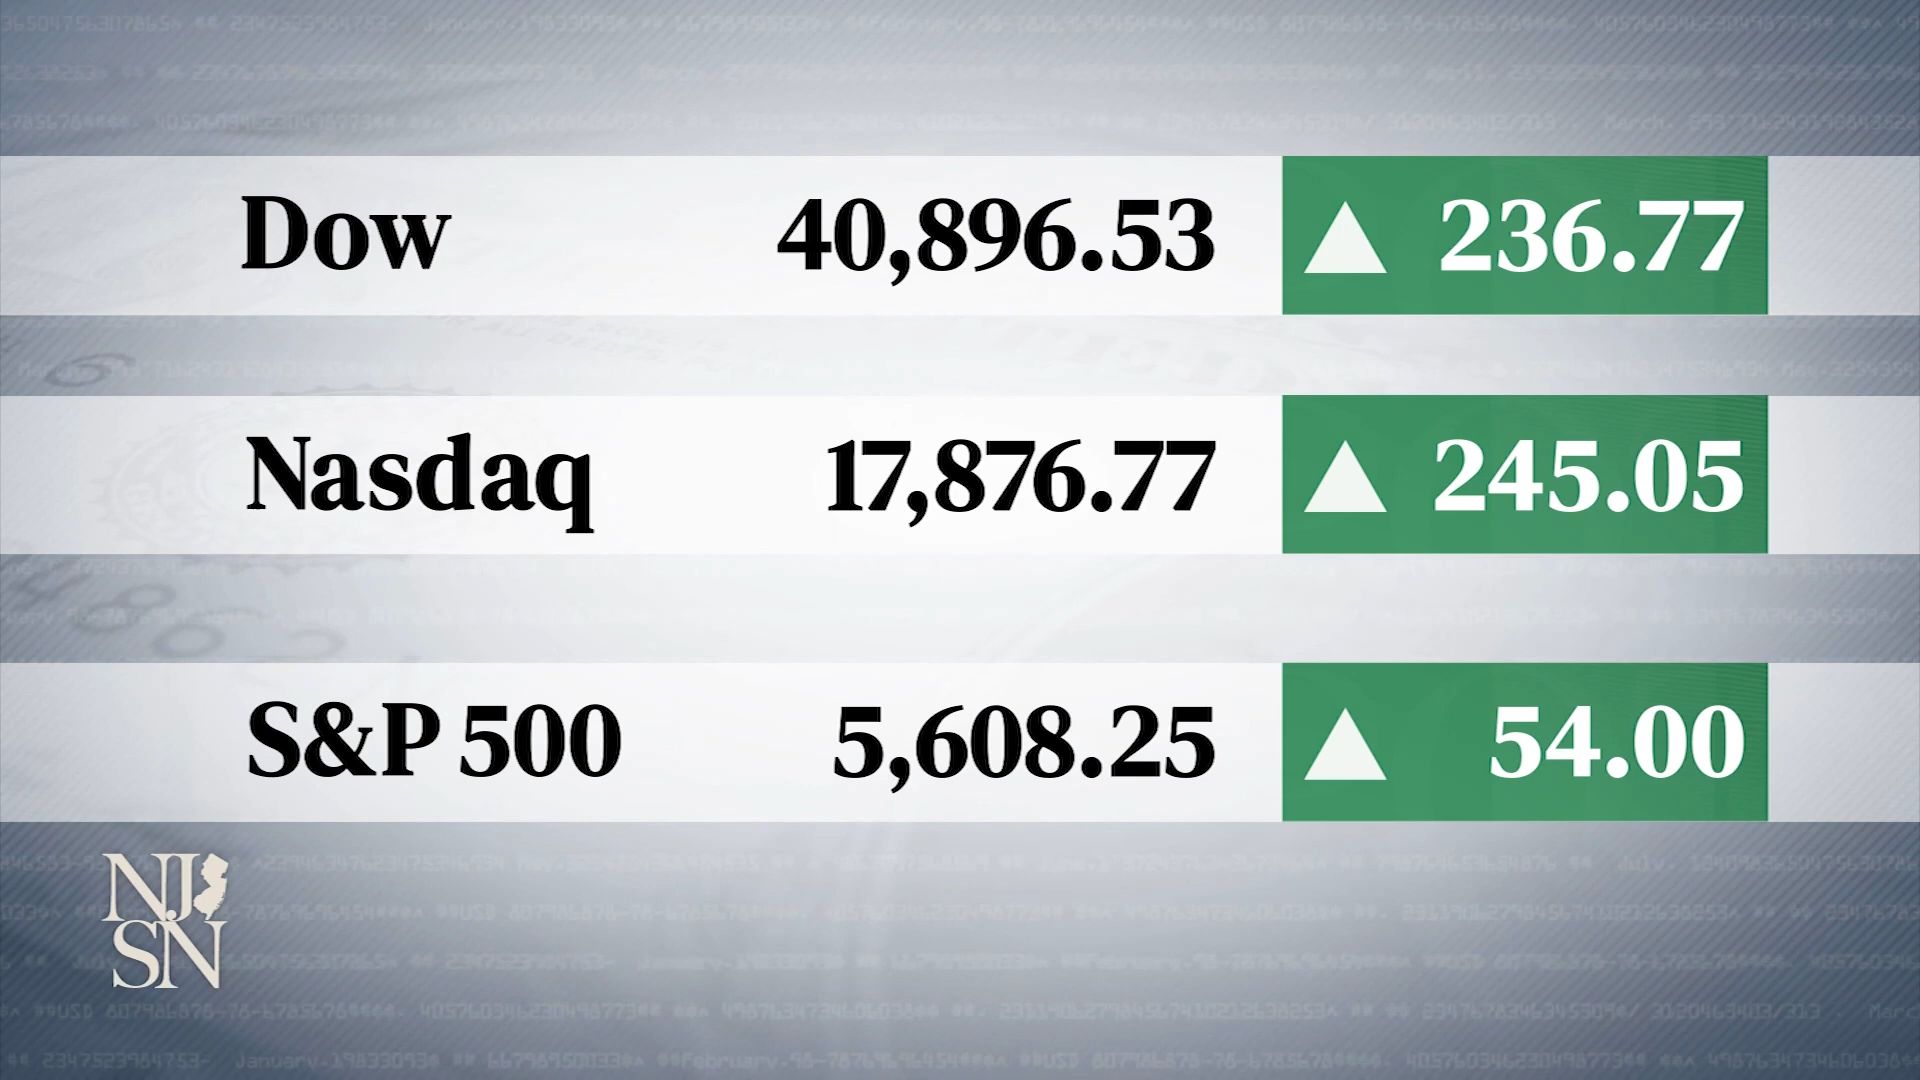 Dow 40,896.53 ▲ 236.77
Nasdaq 17,876.77 ▲ 245.05
S&P 500 5,608.25 ▲ 54.00
NJ
SN